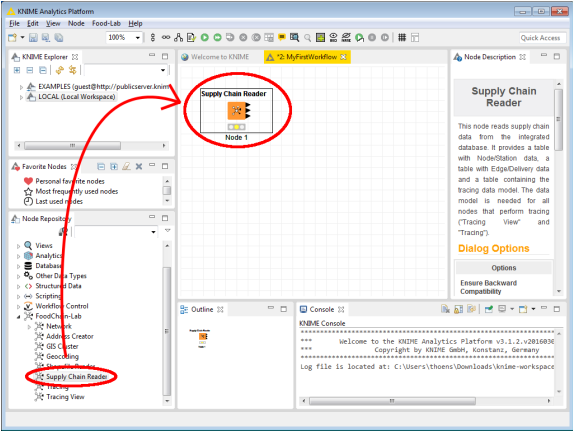 KNIME Analytics Platform
File Edit View Node Food-Lab Help
100%
Quick Access
KNIME Explorer
EXAMPLES (guest@http://publicserver.knim
LOCAL (Local Workspace)
Favorite Nodes
Personal favorite nodes
Most frequently used nodes
Last used nodes
Node Repository
Views
Analytics
Database
Other Data Types
Structured Data
Scripting
Workflow Control
FoodChain-Lab
Network
Address Creator
GIS Cluster
Geocoding
Shapefile Reader
Supply Chain Reader
Tracing
Tracing View
Welcome to KNIME
*2: MyFirstWorkflow
Supply Chain Reader
Node 1
Outline
Supply Chain Reader
Node 1
Console
KNIME Console
***********************************************
*** Welcome to the KNIME Analytics Platform v3.1.2.v2016030
*** Copyright by KNIME GmbH, Konstanz, Germany
***********************************************
Log file is located at: C:\Users\thoens\Downloads\knime-workspace
Node Description
Supply Chain
Reader
This node reads supply chain
data from the integrated
database. It provides a table
with Node/Station data, a
table with Edge/Delivery data
and a table containing the
tracing data model. The data
model is needed for all
nodes that perform tracing
("Tracing View" and
"Tracing").
Dialog Options
Options
Ensure Backward
Compatibility